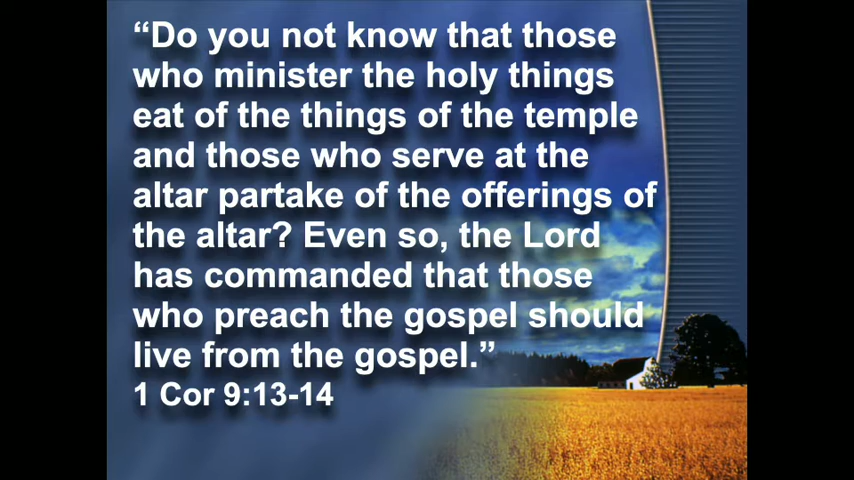 “Do you not know that those
who minister the holy things
eat of the things of the temple
and those who serve at the
altar partake of the offerings of
the altar? Even so, the Lord
has commanded that those
who preach the gospel should
live from the gospel.”
1 Cor 9:13-14